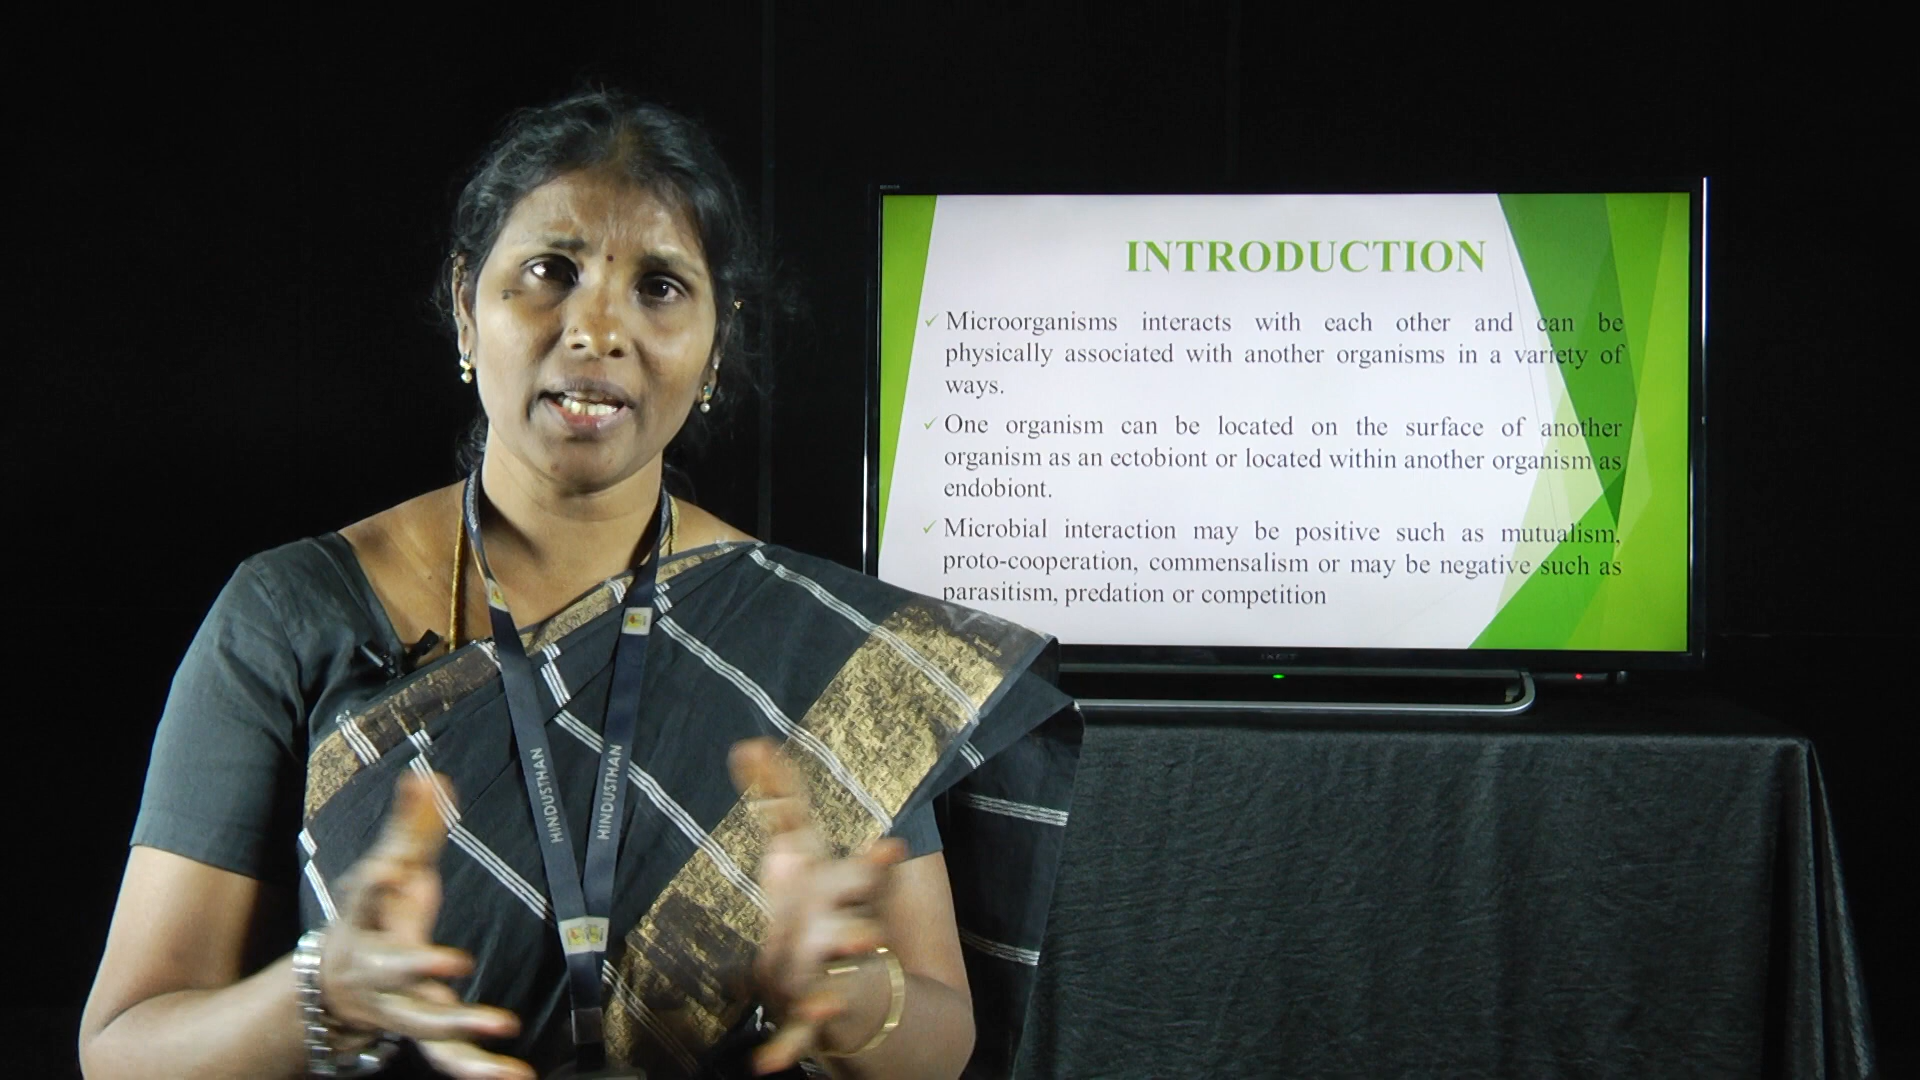 INTRODUCTION
Microorganisms interacts with each other and can be
physically associated with another organisms in a variety of
ways.
One organism can be located on the surface of another
organism as an ectobiont or located within another organism as
endobiont.
Microbial interaction may be positive such as mutualism,
proto-cooperation, commensalism or may be negative such as
parasitism, predation or competition
HINDUSTHAN
HINDUSTHAN